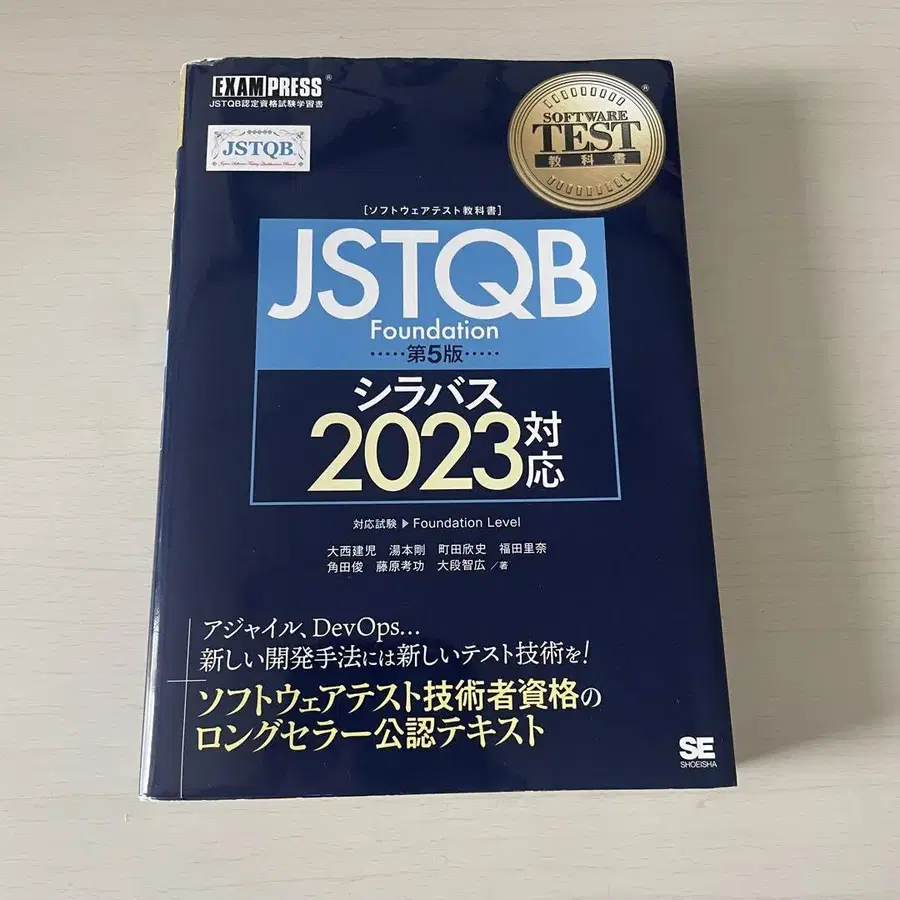 EXAMPRESS®
JSTQB認定資格試験学習書
JSTQB®
SOFTWARE
TEST
教科書
®
[ソフトウェアテスト教科書]
JSTQB
Foundation
・・・・・第5版・・・・・
シラバス
2023対応
対応試験▶Foundation Level
大西建児 湯本剛 町田欣史 福田里奈
角田俊 藤原考功 大段智広/著
アジャイル、DevOps…
新しい開発手法には新しいテスト技術を!
ソフトウェアテスト技術者資格の
ロングセラー公認テキスト
SE
SHOEISHA